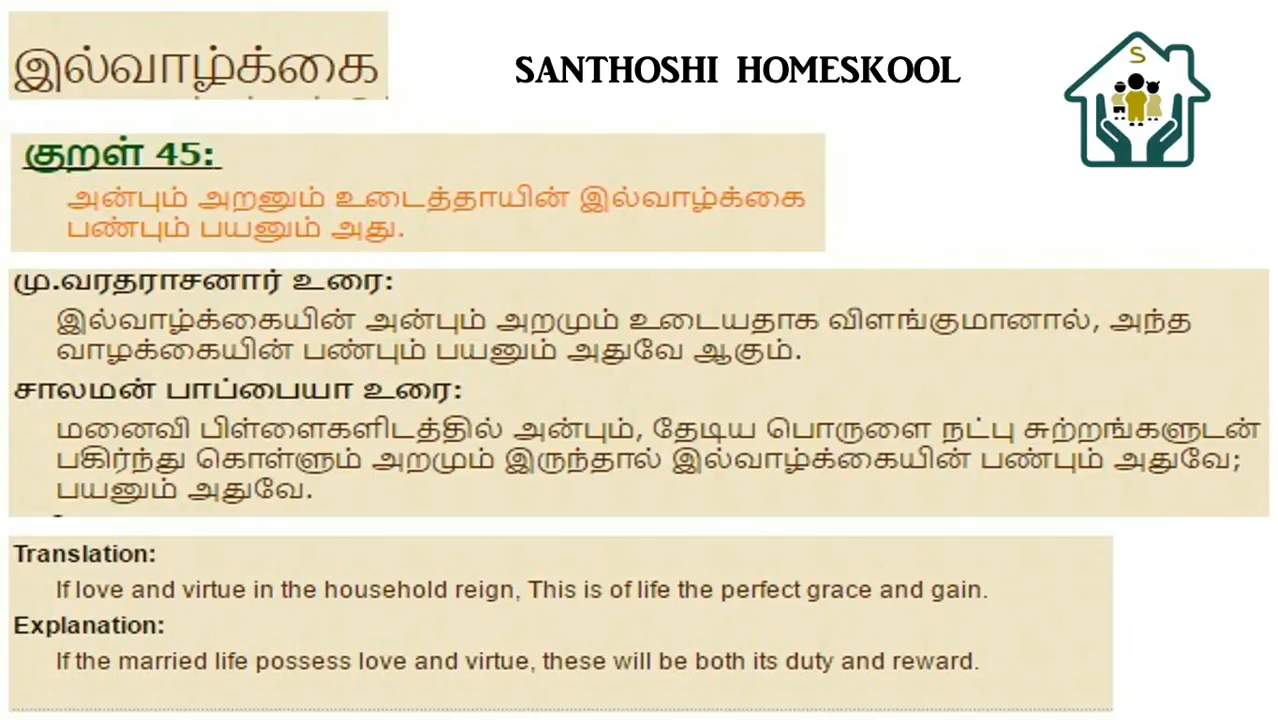 இல்வாழ்க்கை
SANTHOSHI HOMESKOOL
S
குறள் 45:
அன்பும் அறனும் உடைத்தாயின் இல்வாழ்க்கை
பண்பும் பயனும் அது.
மு.வரதராசனார் உரை:
இல்வாழ்க்கையின் அன்பும் அறமும் உடையதாக விளங்குமானால், அந்த
வாழக்கையின் பண்பும் பயனும் அதுவே ஆகும்.
சாலமன் பாப்பையா உரை:
மனைவி பிள்ளைகளிடத்தில் அன்பும், தேடிய பொருளை நட்பு சுற்றங்களுடன்
பகிர்ந்து கொள்ளும் அறமும் இருந்தால் இல்வாழ்க்கையின் பண்பும் அதுவே;
பயனும் அதுவே.
Translation:
If love and virtue in the household reign, This is of life the perfect grace and gain.
Explanation:
If the married life possess love and virtue, these will be both its duty and reward.